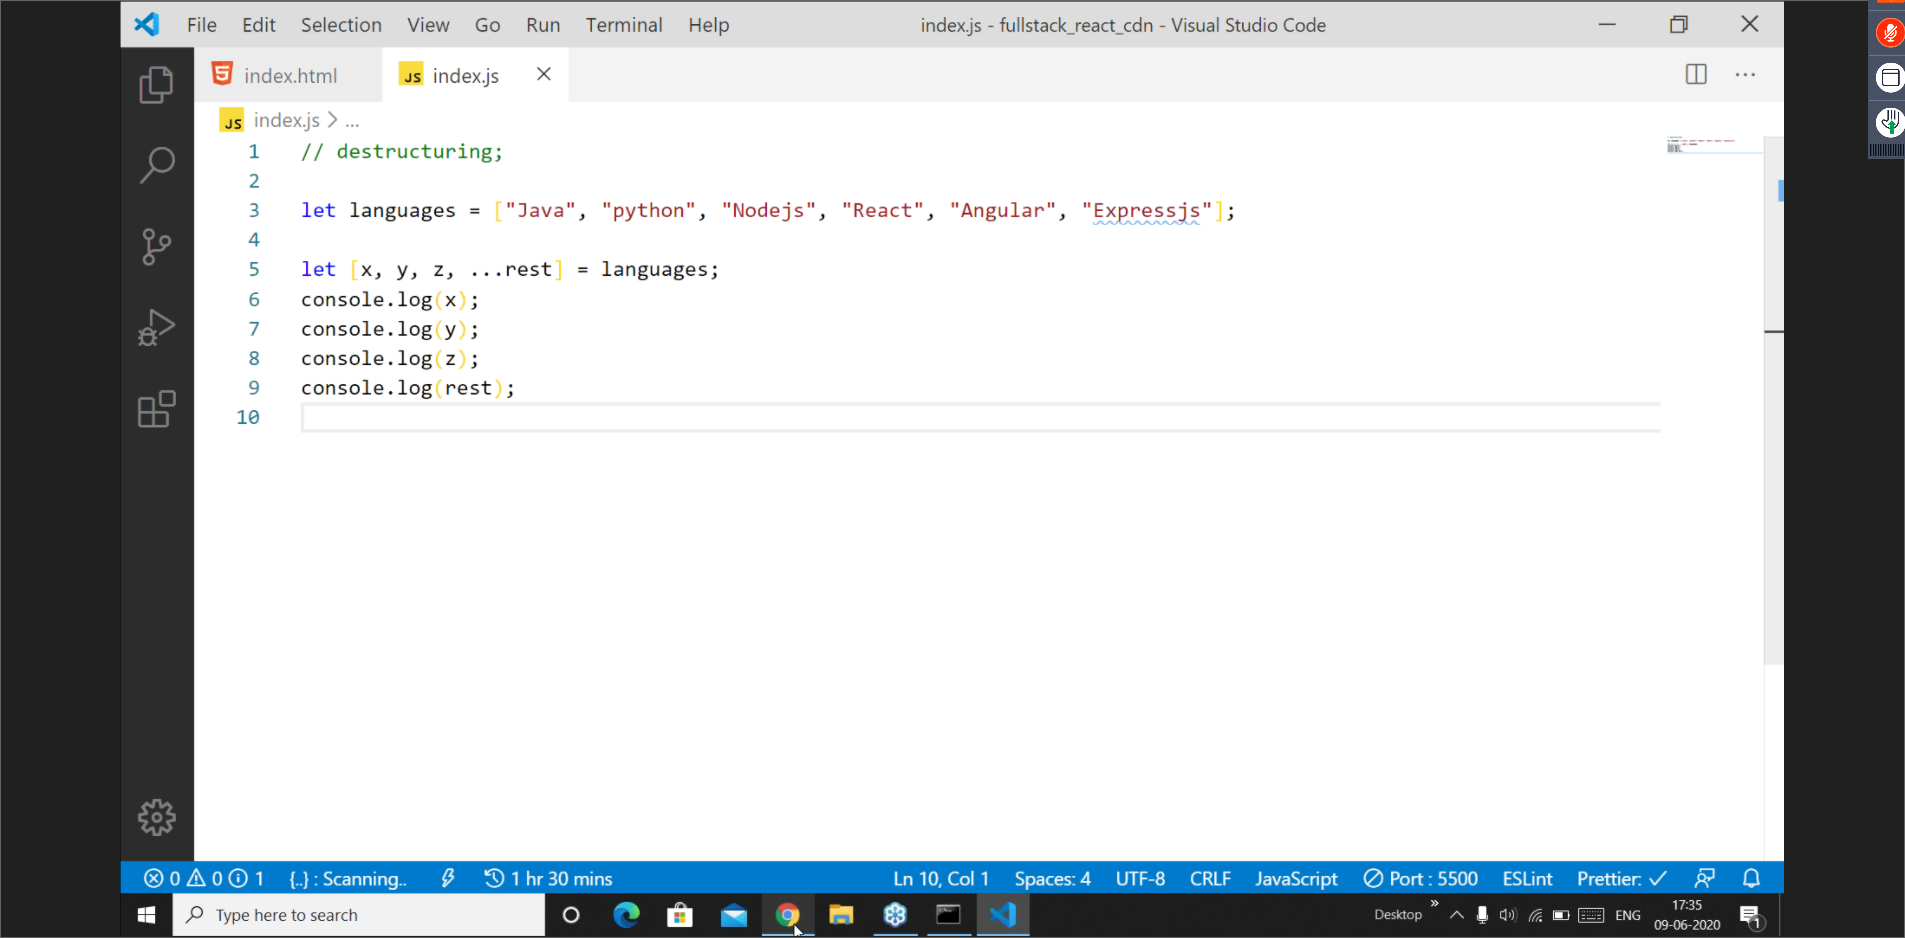 File Edit Selection View Go Run Terminal Help index.js - fullstack_react_cdn - Visual Studio Code
index.html JS index.js
JS index.js > ...
1 // destructuring;
2
3 let languages = ["Java", "python", "Nodejs", "React", "Angular", "Expressjs"];
4
5 let [x, y, z, ...rest] = languages;
6 console.log(x);
7 console.log(y);
8 console.log(z);
9 console.log(rest);
10
0 0 1 {..} : Scanning.. 1 hr 30 mins Ln 10, Col 1 Spaces: 4 UTF-8 CRLF JavaScript Port : 5500 ESLint Prettier: ✓
Type here to search Desktop » ENG 17:35
09-06-2020 1